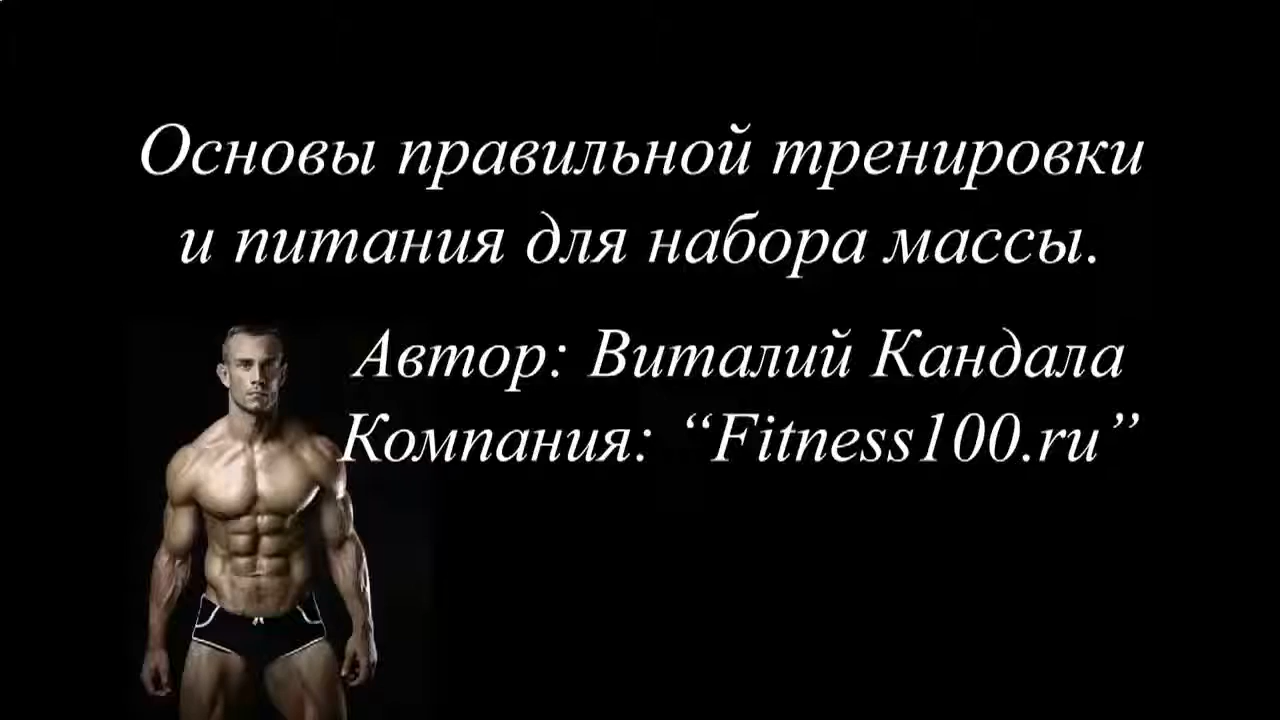 Основы правильной тренировки
и питания для набора массы.
Автор: Виталий Кандала
Компания: “Fitness100.ru”